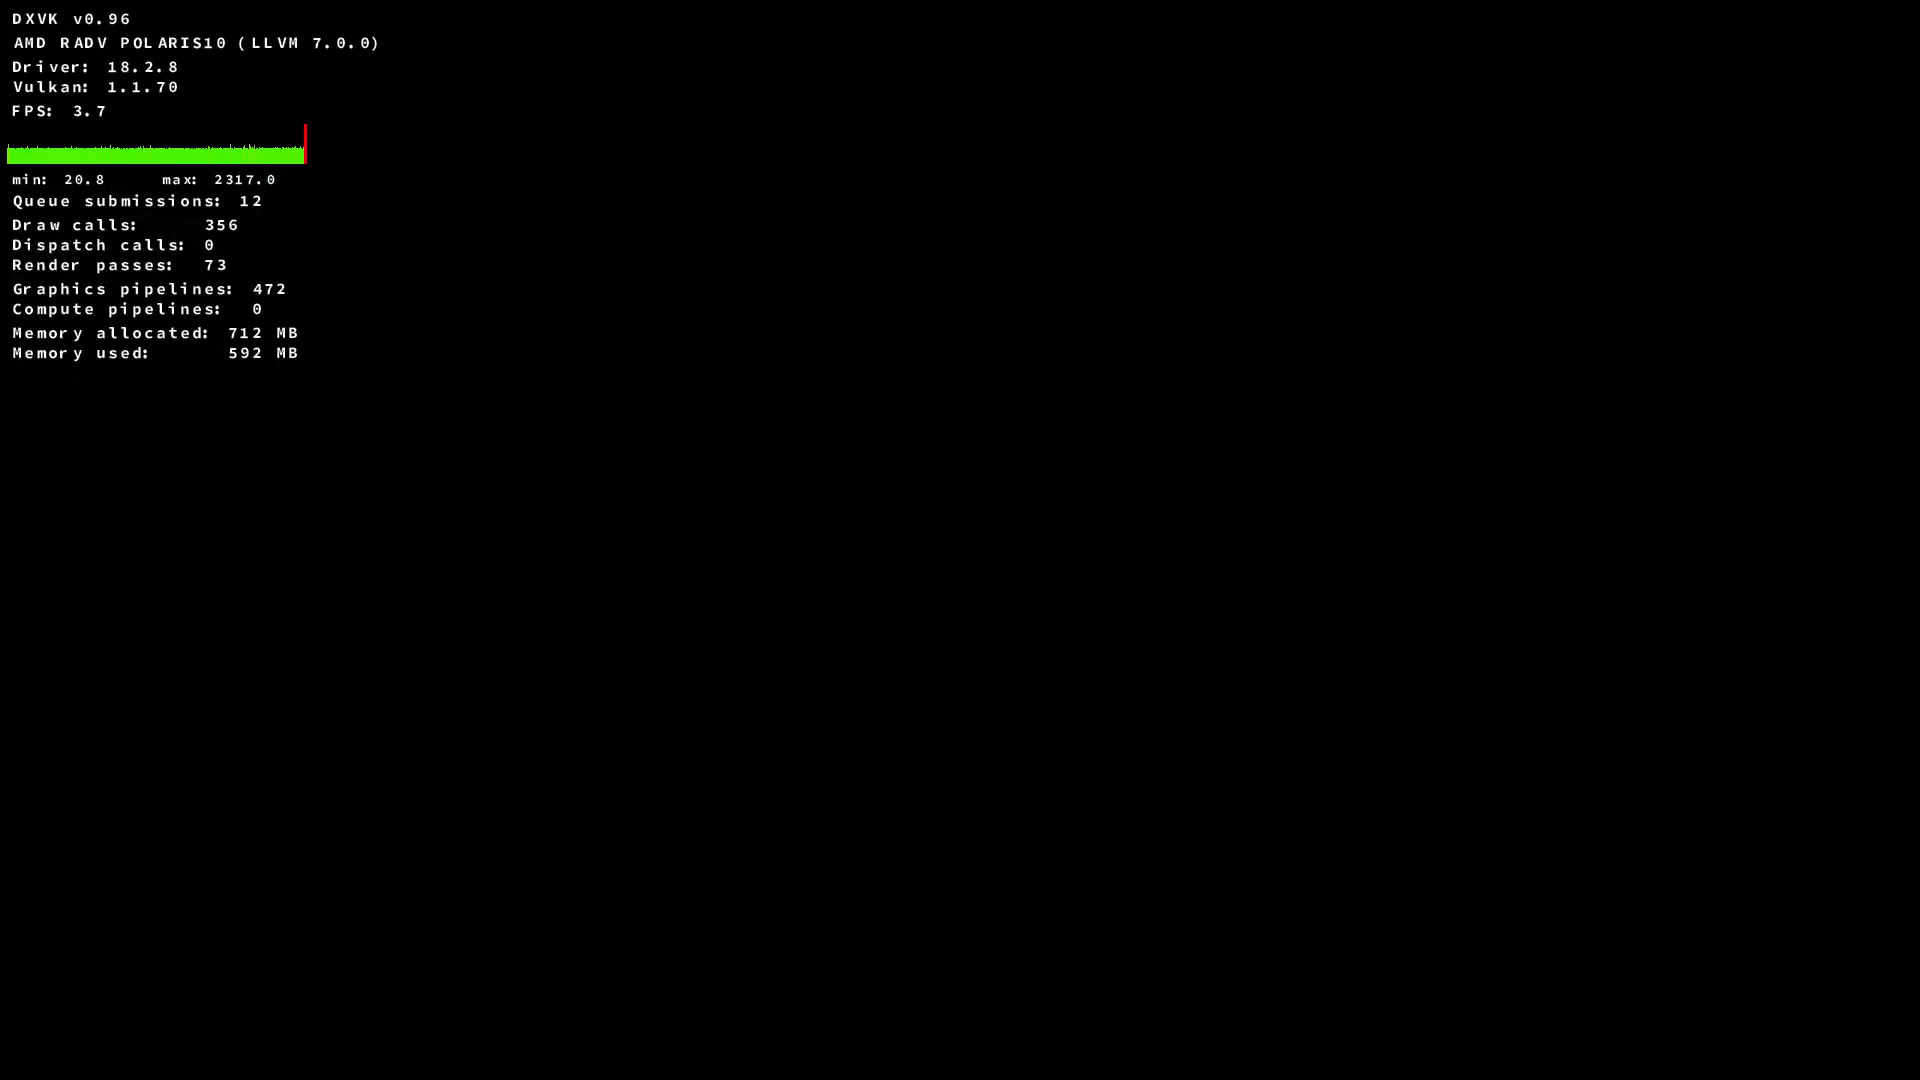 DXVK v0.96
AMD RADV POLARIS10 (LLVM 7.0.0)
Driver: 18.2.8
Vulkan: 1.1.70
FPS: 3.7
min: 20.8 max: 2317.0
Queue submissions: 12
Draw calls: 356
Dispatch calls: 0
Render passes: 73
Graphics pipelines: 472
Compute pipelines: 0
Memory allocated: 712 MB
Memory used: 592 MB